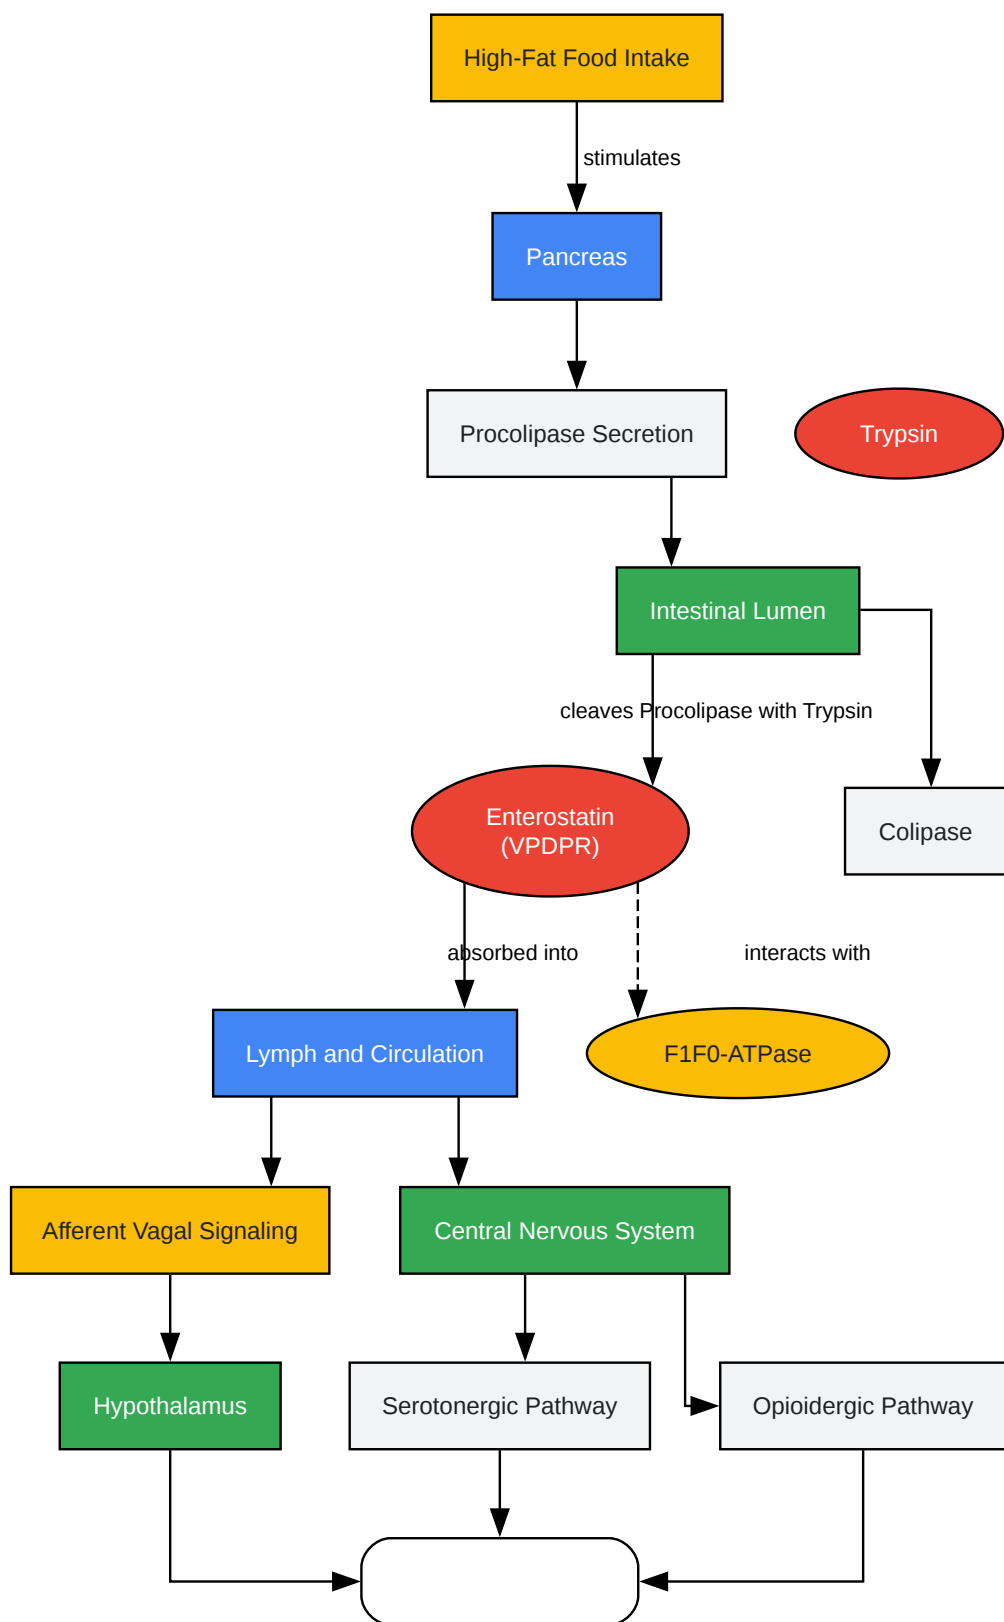 High-Fat Food Intake
stimulates
Pancreas
Procolipase Secretion
Trypsin
Intestinal Lumen
cleaves Procolipase with Trypsin
Enterostatin
(VPDPR)
Colipase
absorbed into
interacts with
Lymph and Circulation
F1F0-ATPase
Afferent Vagal Signaling
Central Nervous System
Hypothalamus
Serotonergic Pathway
Opioidergic Pathway